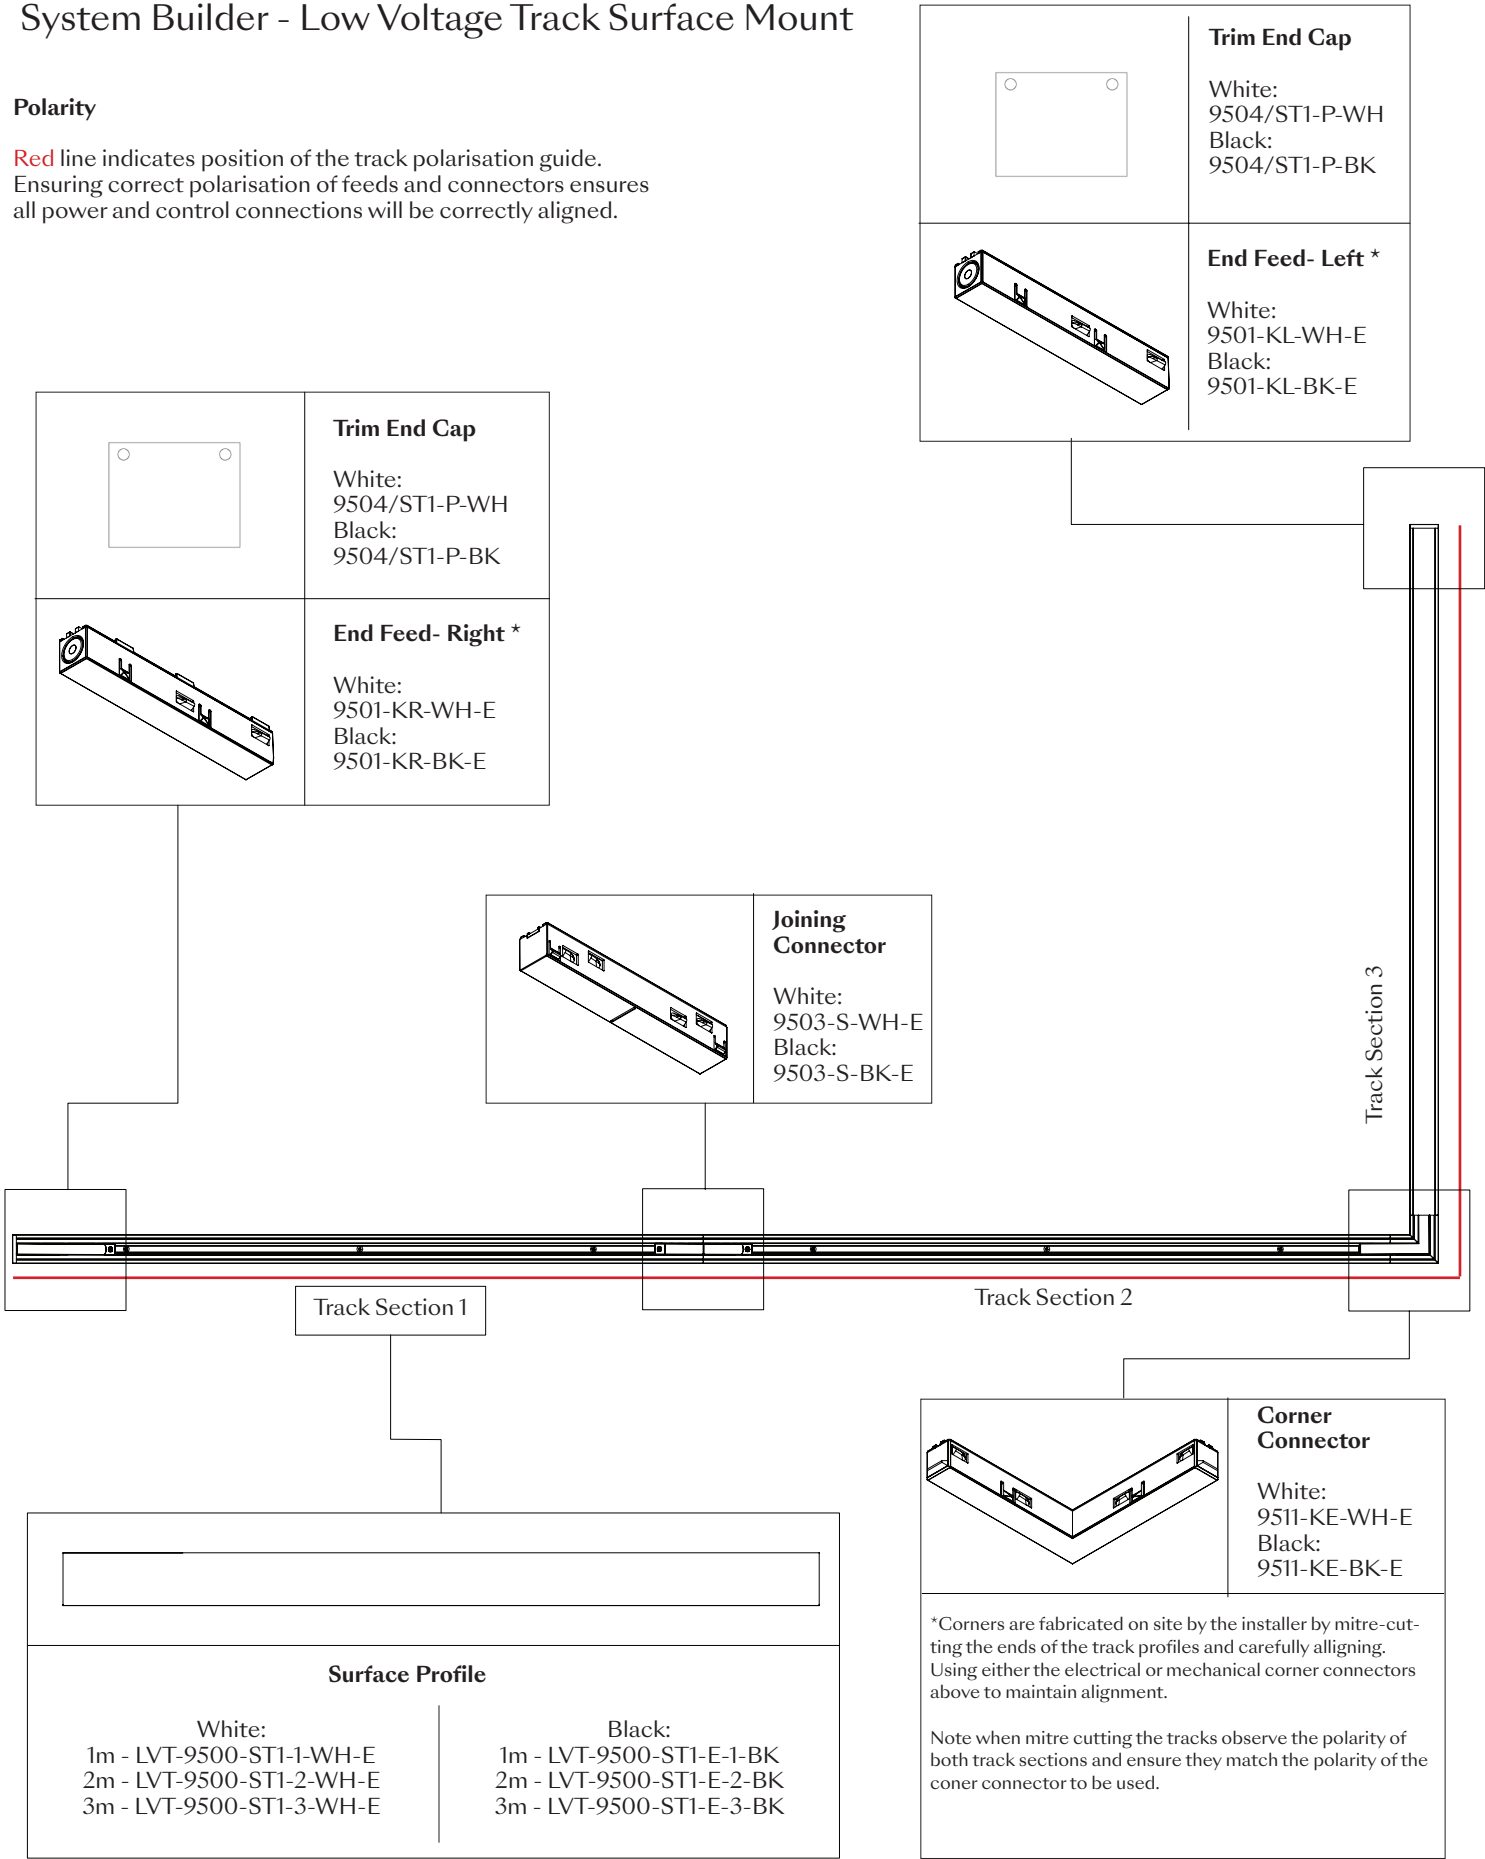 System Builder - Low Voltage Track Surface Mount
Polarity
Red line indicates position of the track polarisation guide.
Ensuring correct polarisation of feeds and connectors ensures
all power and control connections will be correctly aligned.
Trim End Cap
White:
9504/ST1-P-WH
Black:
9504/ST1-P-BK
End Feed- Left *
White:
9501-KL-WH-E
Black:
9501-KL-BK-E
Trim End Cap
White:
9504/ST1-P-WH
Black:
9504/ST1-P-BK
End Feed- Right *
White:
9501-KR-WH-E
Black:
9501-KR-BK-E
Joining
Connector
White:
9503-S-WH-E
Black:
9503-S-BK-E
Track Section 3
Track Section 1
Track Section 2
Corner
Connector
White:
9511-KE-WH-E
Black:
9511-KE-BK-E
*Corners are fabricated on site by the installer by mitre-cut-
ting the ends of the track profiles and carefully alligning.
Using either the electrical or mechanical corner connectors
above to maintain alignment.
Note when mitre cutting the tracks observe the polarity of
both track sections and ensure they match the polarity of the
coner connector to be used.
Surface Profile
White:
1m - LVT-9500-ST1-1-WH-E
2m - LVT-9500-ST1-2-WH-E
3m - LVT-9500-ST1-3-WH-E
Black:
1m - LVT-9500-ST1-E-1-BK
2m - LVT-9500-ST1-E-2-BK
3m - LVT-9500-ST1-E-3-BK